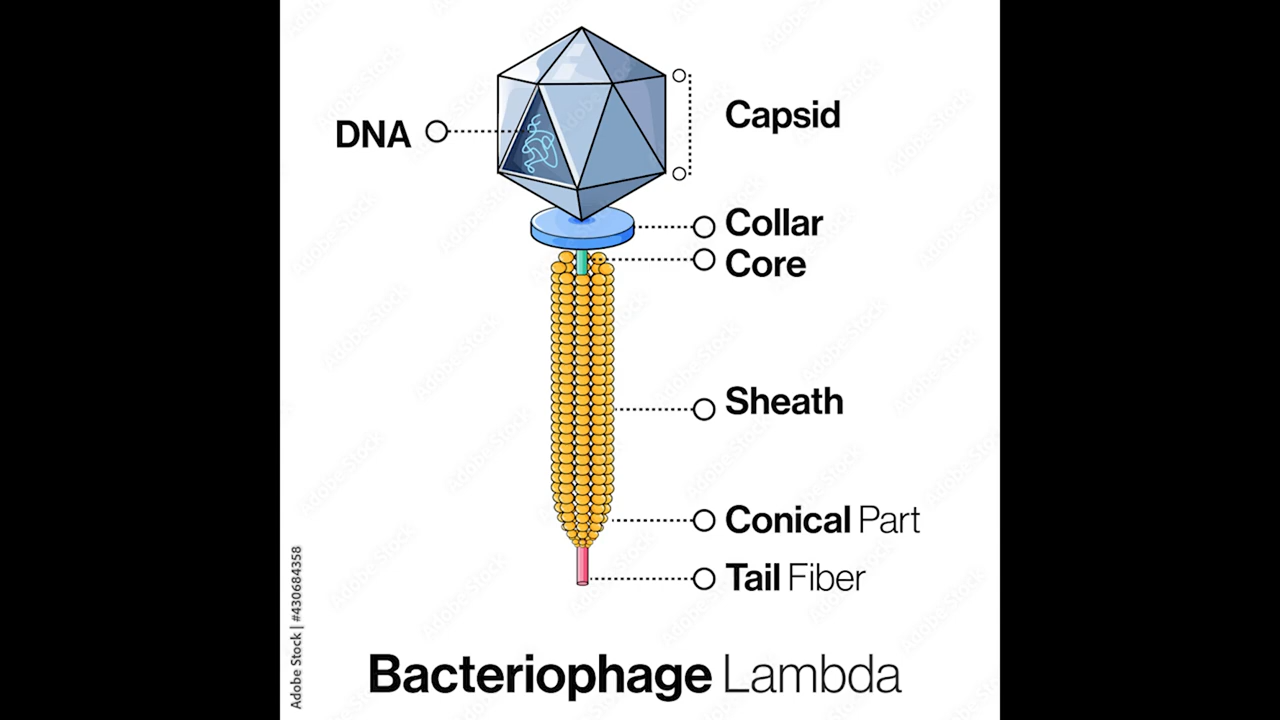 DNA
Capsid
Collar
Core
Sheath
Conical Part
Tail Fiber
Bacteriophage Lambda
Adobe Stock | #430684358